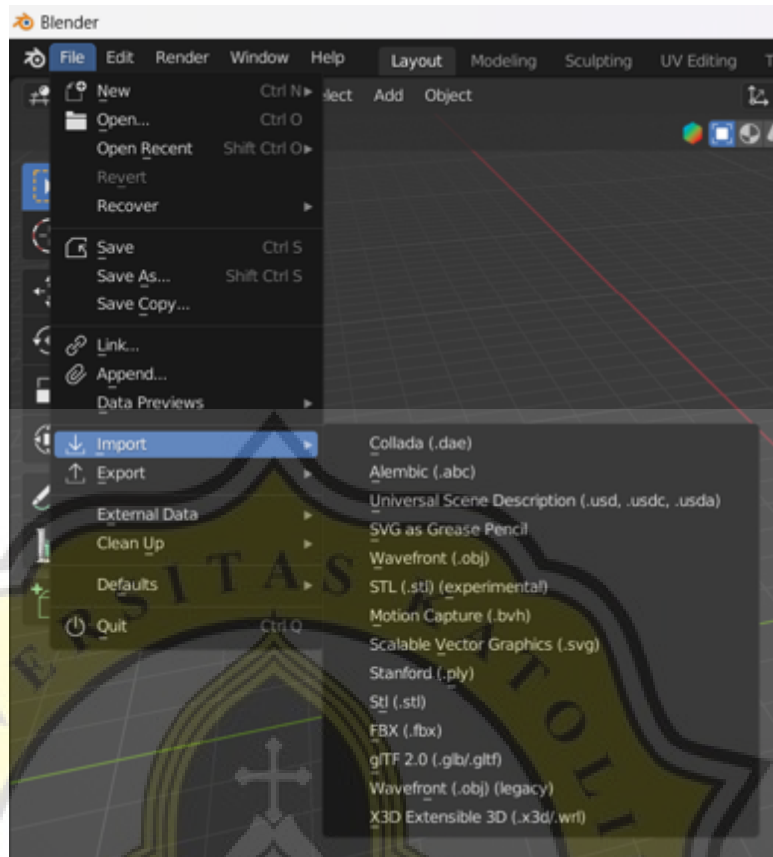 Blender
File Edit Render Window Help Layout Modeling Sculpting UV Editing
New Ctrl N
Add Object
Open... Ctrl O
Open Recent Shift Ctrl O
Revert
Recover
Save Ctrl S
Save As... Shift Ctrl S
Save Copy...
Link...
Append...
Data Previews
Import
Export
External Data
Clean Up
Defaults
Quit Ctrl Q
Collada (.dae)
Alembic (.abc)
Universal Scene Description (.usd, .usdc, .usda)
SVG as Grease Pencil
Wavefront (.obj)
STL (.stl) (experimental)
Motion Capture (.bvh)
Scalable Vector Graphics (.svg)
Stanford (.ply)
Stl (.stl)
FBX (.fbx)
glTF 2.0 (.glb/.gltf)
Wavefront (.obj) (legacy)
X3D Extensible 3D (.x3d/.wrl)
ERSITAS KATOLI